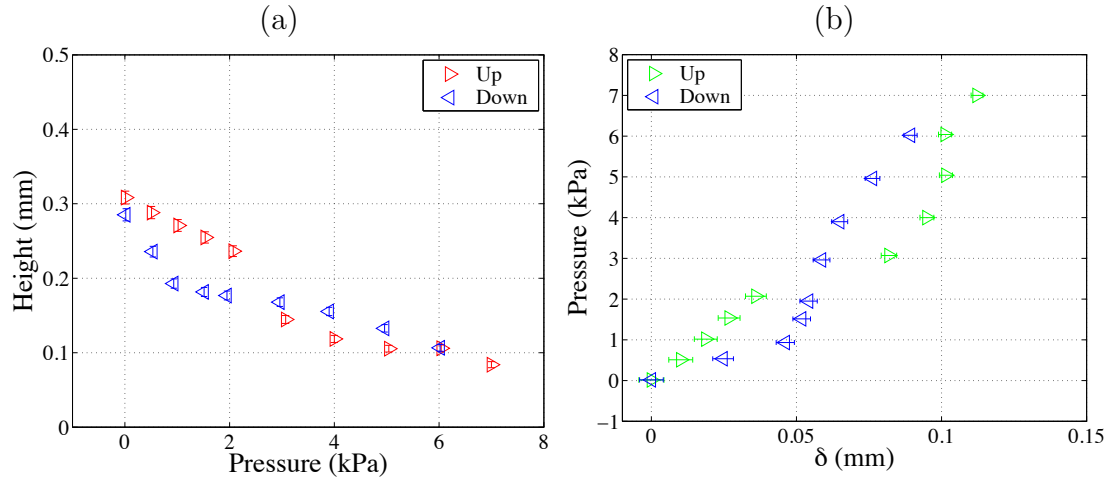 (a)
0.5
0.4
0.3
0.2
0.1
0
Height (mm)
Up
Down
0 2 4 6 8
Pressure (kPa)
(b)
8
7
6
5
4
3
2
1
0
−1
Pressure (kPa)
Up
Down
0 0.05 0.1 0.15
δ (mm)